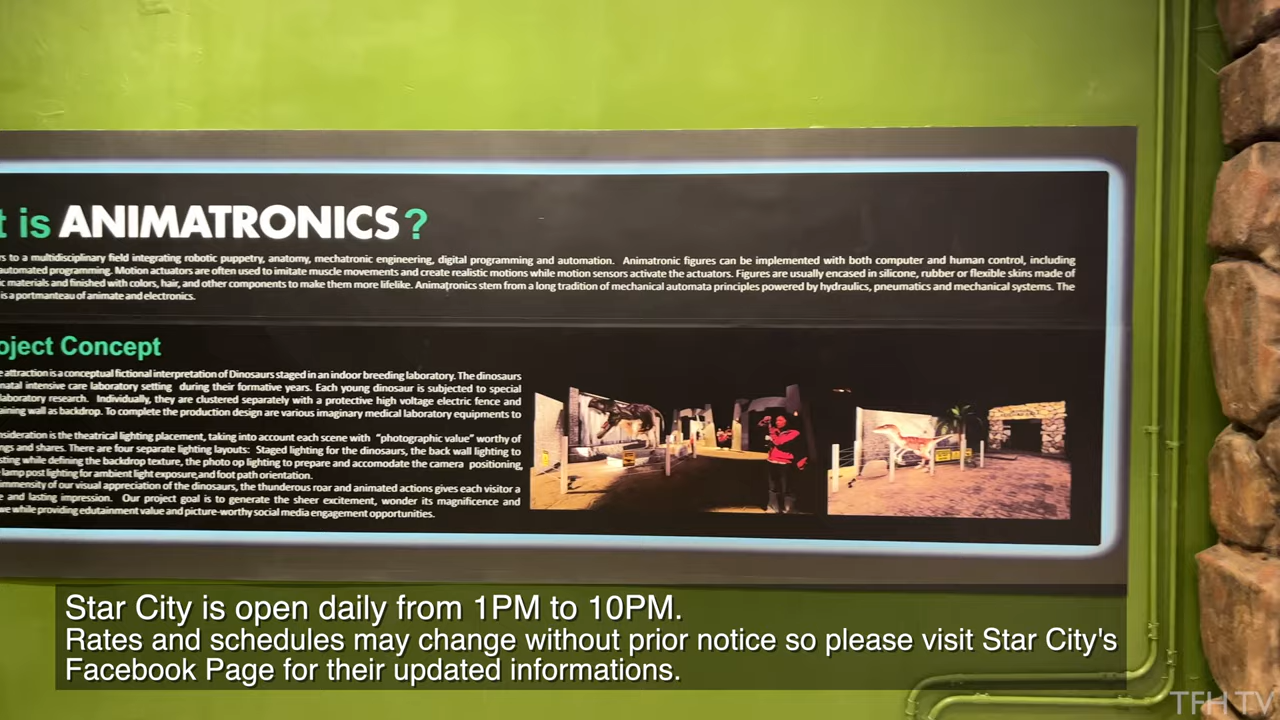 t is ANIMATRONICS?
rs to a multidisciplinary field integrating robotic puppetry, anatomy, mechatronic engineering, digital programming and automation. Animatronic figures can be implemented with both computer and human control, including
automated programming. Motion actuators are often used to imitate muscle movements and create realistic motions while motion sensors activate the actuators. Figures are usually encased in silicone, rubber or flexible skins made of
ic materials and finished with colors, hair, and other components to make them more lifelike. Animatronics stem from a long tradition of mechanical automata principles powered by hydraulics, pneumatics and mechanical systems. The
is a portmanteau of animate and electronics.
oject Concept
e attraction is a conceptual fictional interpretation of Dinosaurs staged in an indoor breeding laboratory. The dinosaurs
natal intensive care laboratory setting during their formative years. Each young dinosaur is subjected to special
laboratory research. Individually, they are clustered separately with a protective high voltage electric fence and
aining wall as backdrop. To complete the production design are various imaginary medical laboratory equipments to
nsideration is the theatrical lighting placement, taking into account each scene with "photographic value" worthy of
ngs and shares. There are four separate lighting layouts: Staged lighting for the dinosaurs, the back wall lighting to
sting while defining the backdrop texture, the photo op lighting to prepare and accomodate the camera positioning,
lamp post lighting for ambient light exposure and foot path orientation.
immensity of our visual appreciation of the dinosaurs, the thunderous roar and animated actions gives each visitor a
e and lasting impression. Our project goal is to generate the sheer excitement, wonder its magnificence and
we while providing edutainment value and picture-worthy social media engagement opportunities.
Star City is open daily from 1PM to 10PM.
Rates and schedules may change without prior notice so please visit Star City's
Facebook Page for their updated informations.
TFH TV